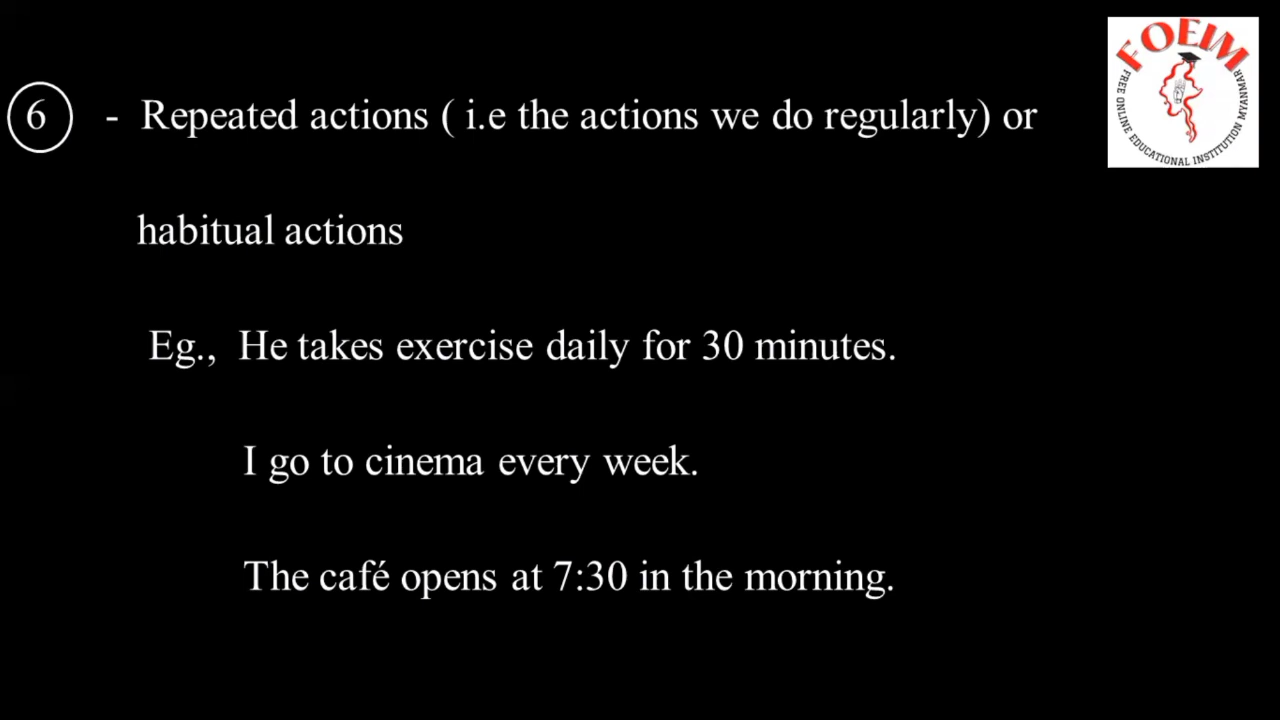 FOEIM
FREE ONLINE EDUCATIONAL INSTITUTION MYANMAR
6 - Repeated actions ( i.e the actions we do regularly) or
habitual actions
Eg., He takes exercise daily for 30 minutes.
I go to cinema every week.
The café opens at 7:30 in the morning.